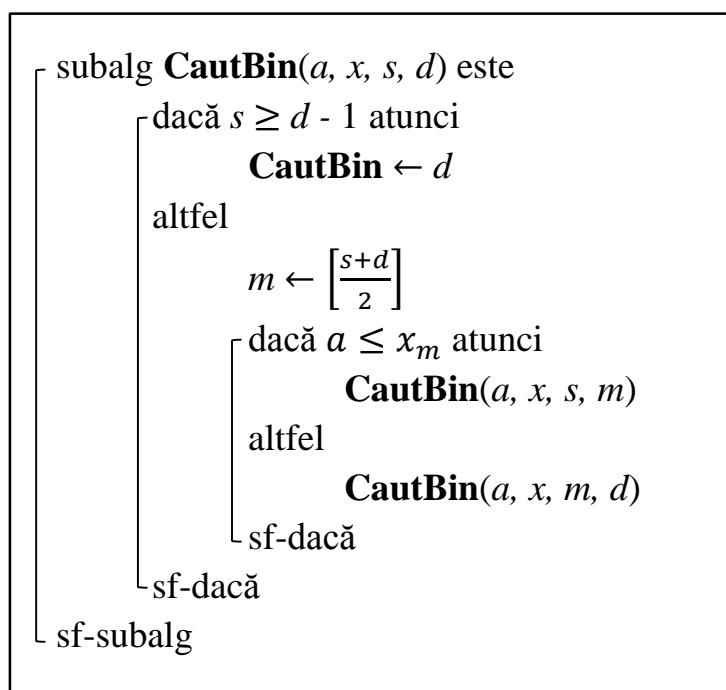 subalg CautBin(a, x, s, d) este
dacă s ≥ d - 1 atunci
CautBin ← d
altfel
m ← [(s+d)/2]
dacă a ≤ xₘ atunci
CautBin(a, x, s, m)
altfel
CautBin(a, x, m, d)
sf-dacă
sf-dacă
sf-subalg